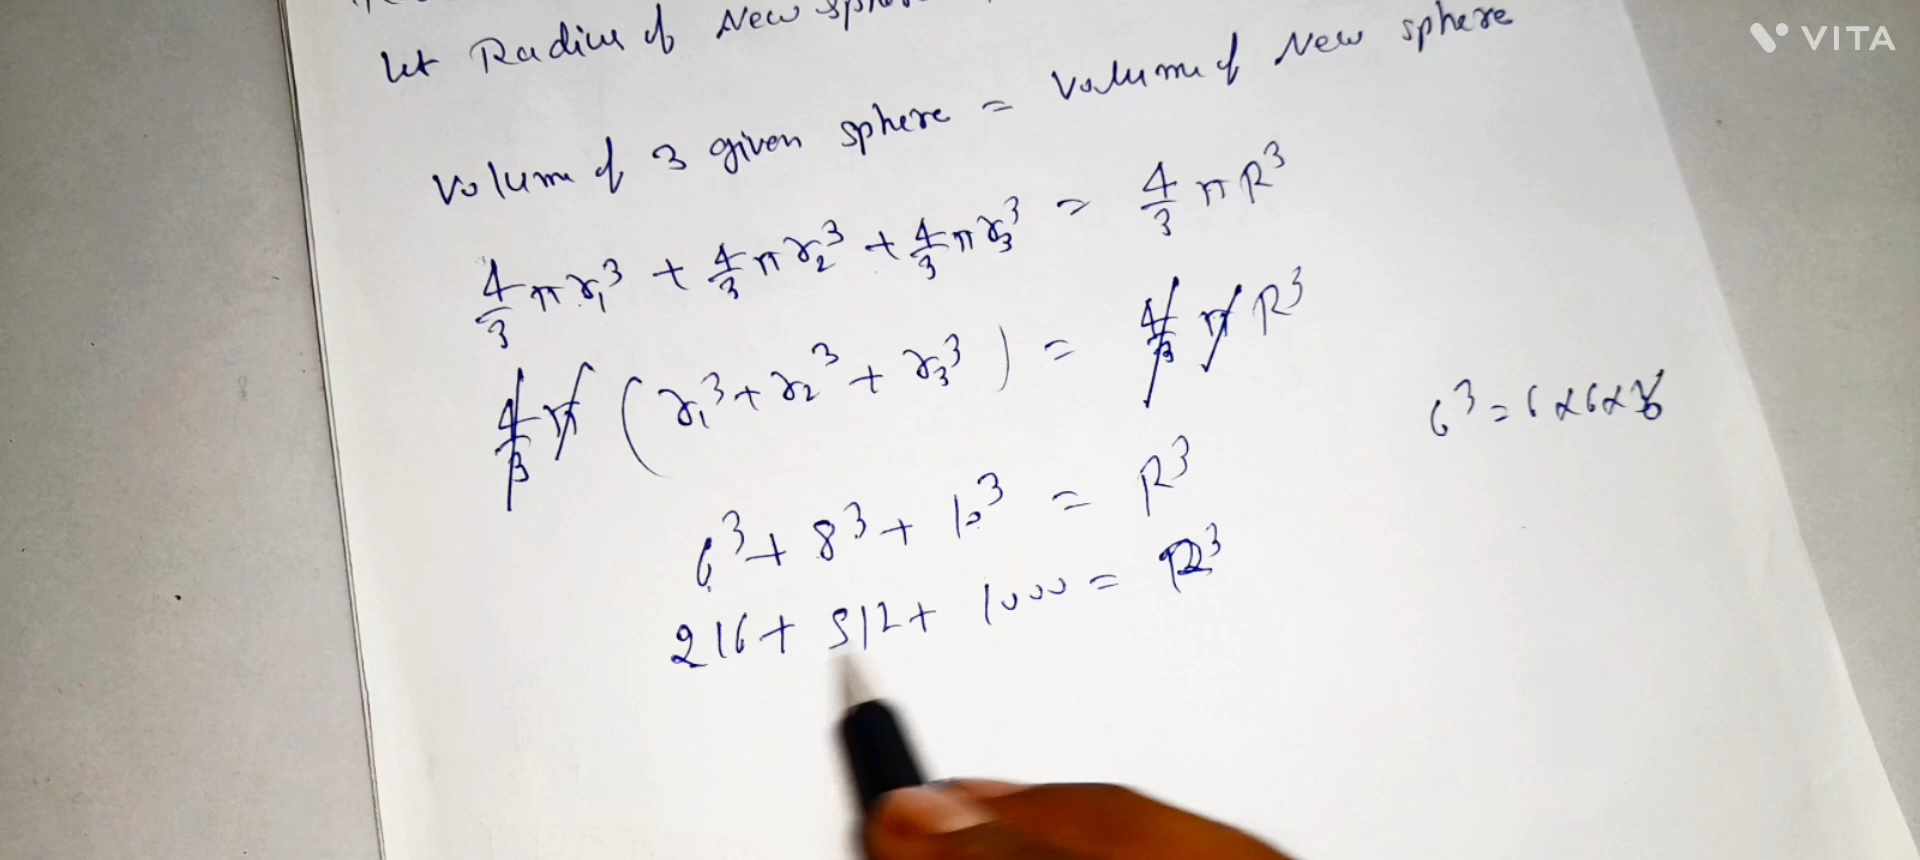 let Radius of New sphere
VITA
Volume of 3 given sphere = Volume of New sphere
4/3 πr₁³ + 4/3 πr₂³ + 4/3 πr₃³ = 4/3 πR³
4/3 π (r₁³ + r₂³ + r₃³) = 4/3 πR³
6³ = 6×6×6
6³ + 8³ + 10³ = R³
216 + 512 + 1000 = R³